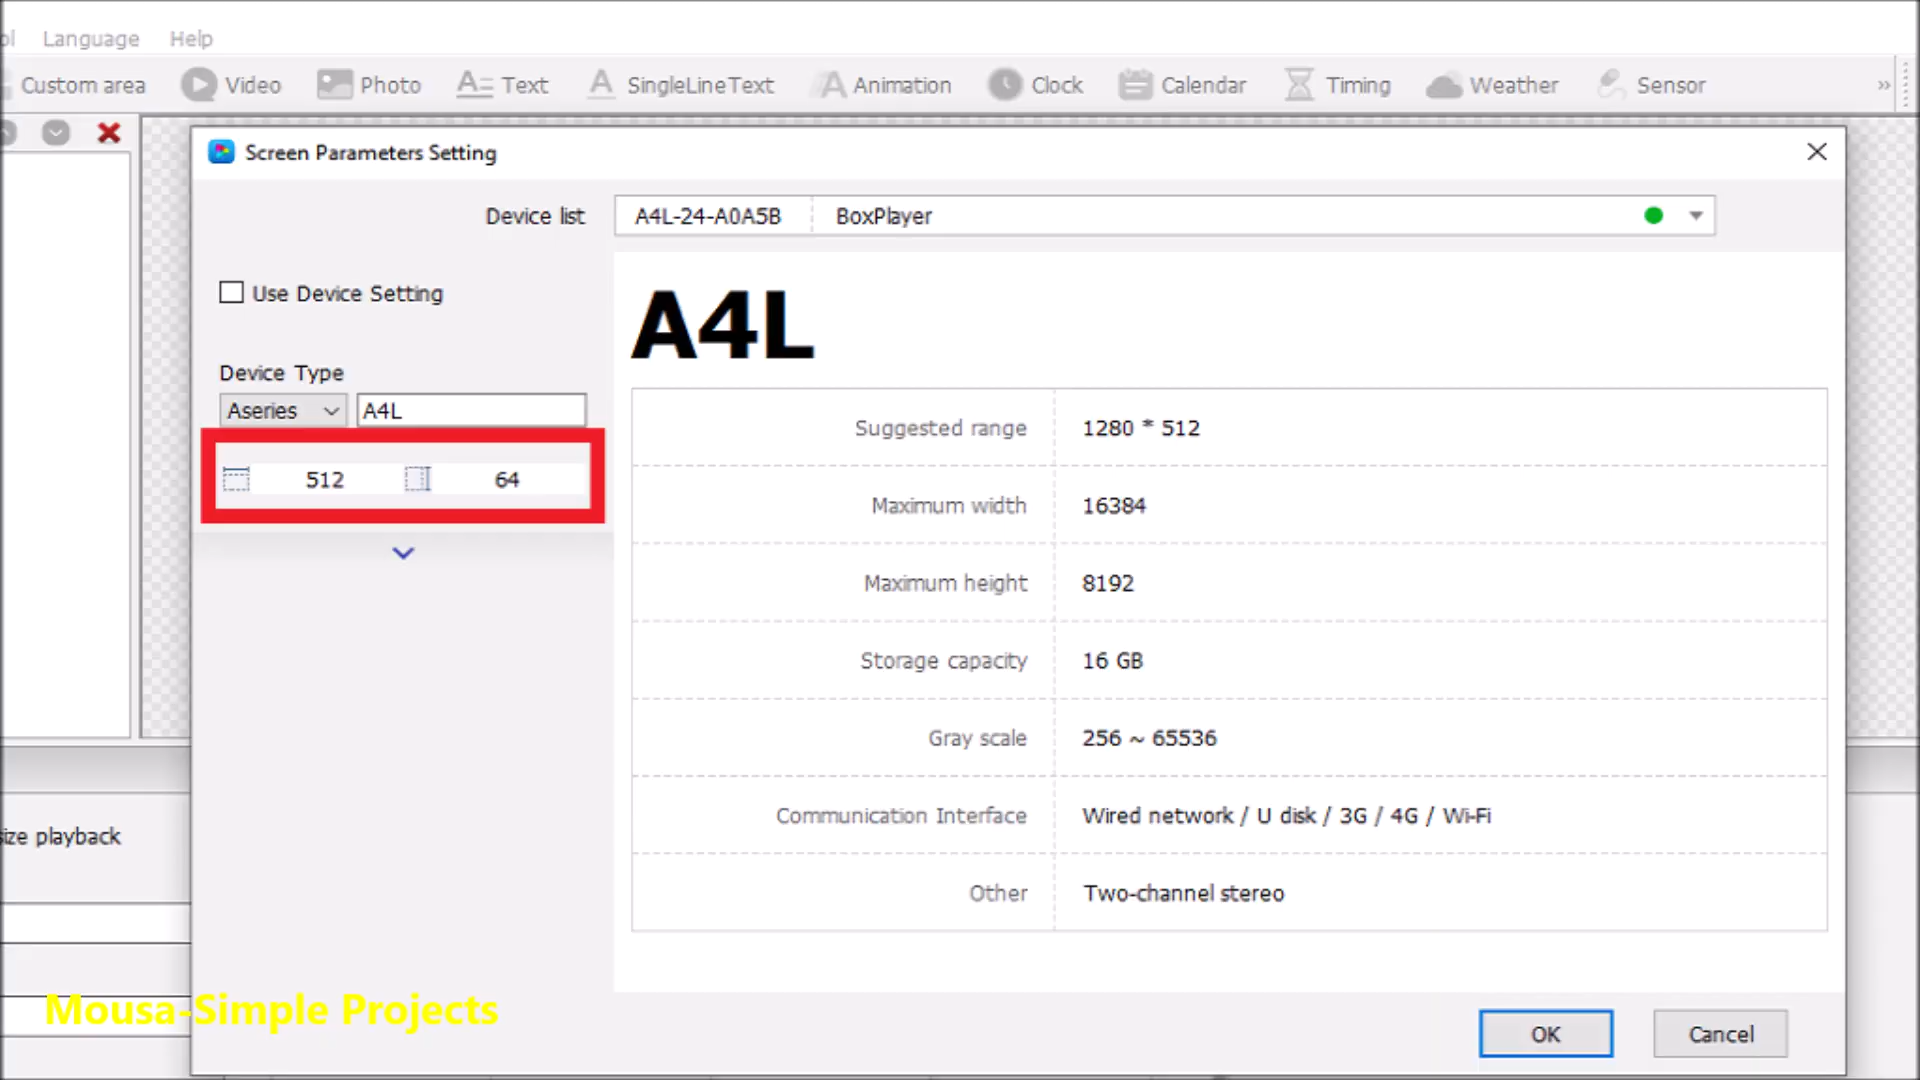 Language Help
Custom area Video Photo Text SingleLineText Animation Clock Calendar Timing Weather Sensor »
Screen Parameters Setting
Device list A4L-24-A0A5B BoxPlayer
Use Device Setting
A4L
Device Type
Aseries A4L
512 64
Suggested range 1280 * 512
Maximum width 16384
Maximum height 8192
Storage capacity 16 GB
Gray scale 256 ~ 65536
Communication Interface Wired network / U disk / 3G / 4G / Wi-Fi
Other Two-channel stereo
playback
Mousa-Simple Projects
OK Cancel